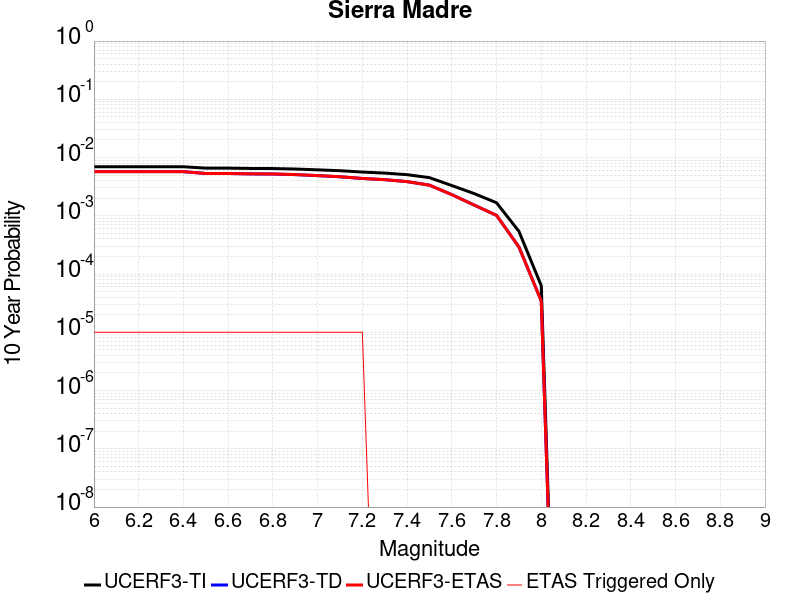 Sierra Madre
10^0
10^-1
10^-2
10^-3
10^-4
10^-5
10^-6
10^-7
10^-8
10 Year Probability
6 6.2 6.4 6.6 6.8 7 7.2 7.4 7.6 7.8 8 8.2 8.4 8.6 8.8 9
Magnitude
UCERF3-TI UCERF3-TD UCERF3-ETAS ETAS Triggered Only